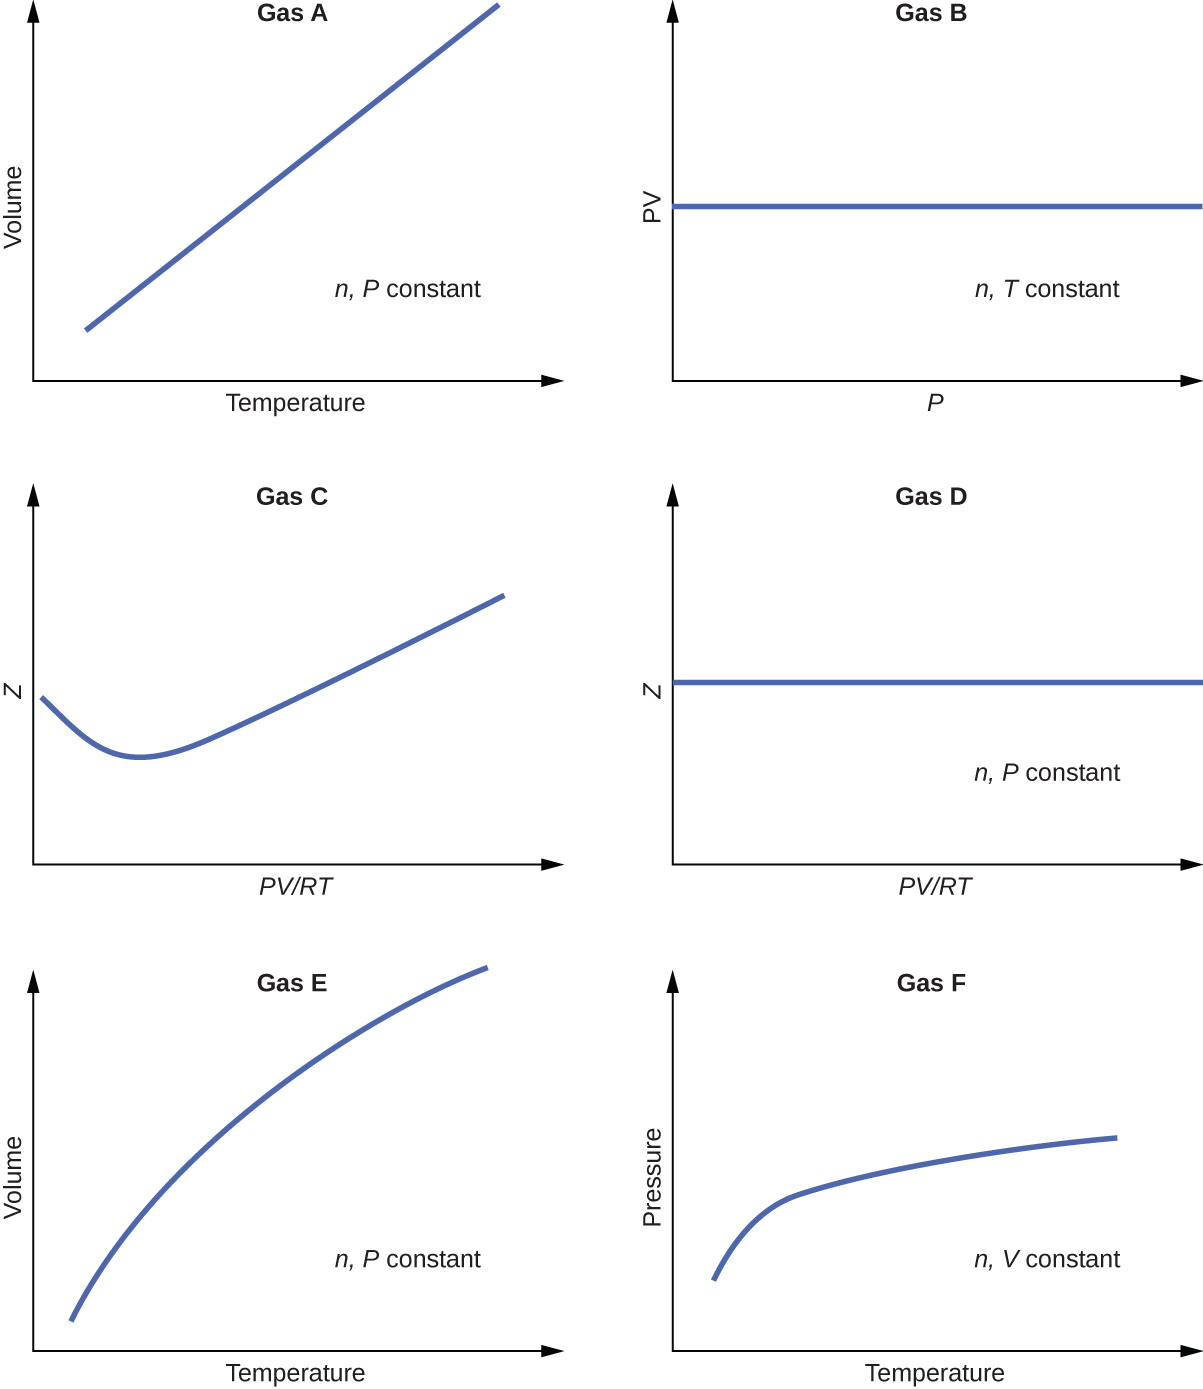 Gas A
Volume
n, P constant
Temperature
Gas B
PV
n, T constant
P
Gas C
Z
PV/RT
Gas D
Z
n, P constant
PV/RT
Gas E
Volume
n, P constant
Temperature
Gas F
Pressure
n, V constant
Temperature